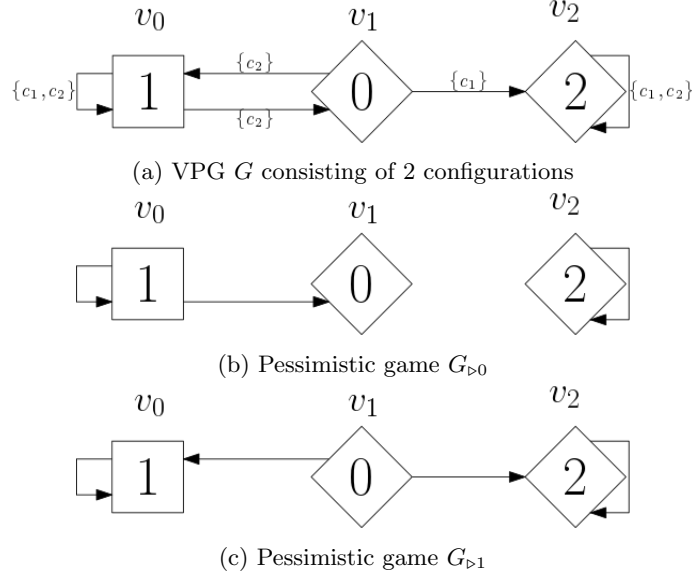 v₀ v₁ v₂
{c₁,c₂} 1 {c₂} {c₂} 0 {c₁} 2 {c₁,c₂}
(a) VPG G consisting of 2 configurations
v₀ v₁ v₂
1 0 2
(b) Pessimistic game G▹₀
v₀ v₁ v₂
1 0 2
(c) Pessimistic game G▹₁